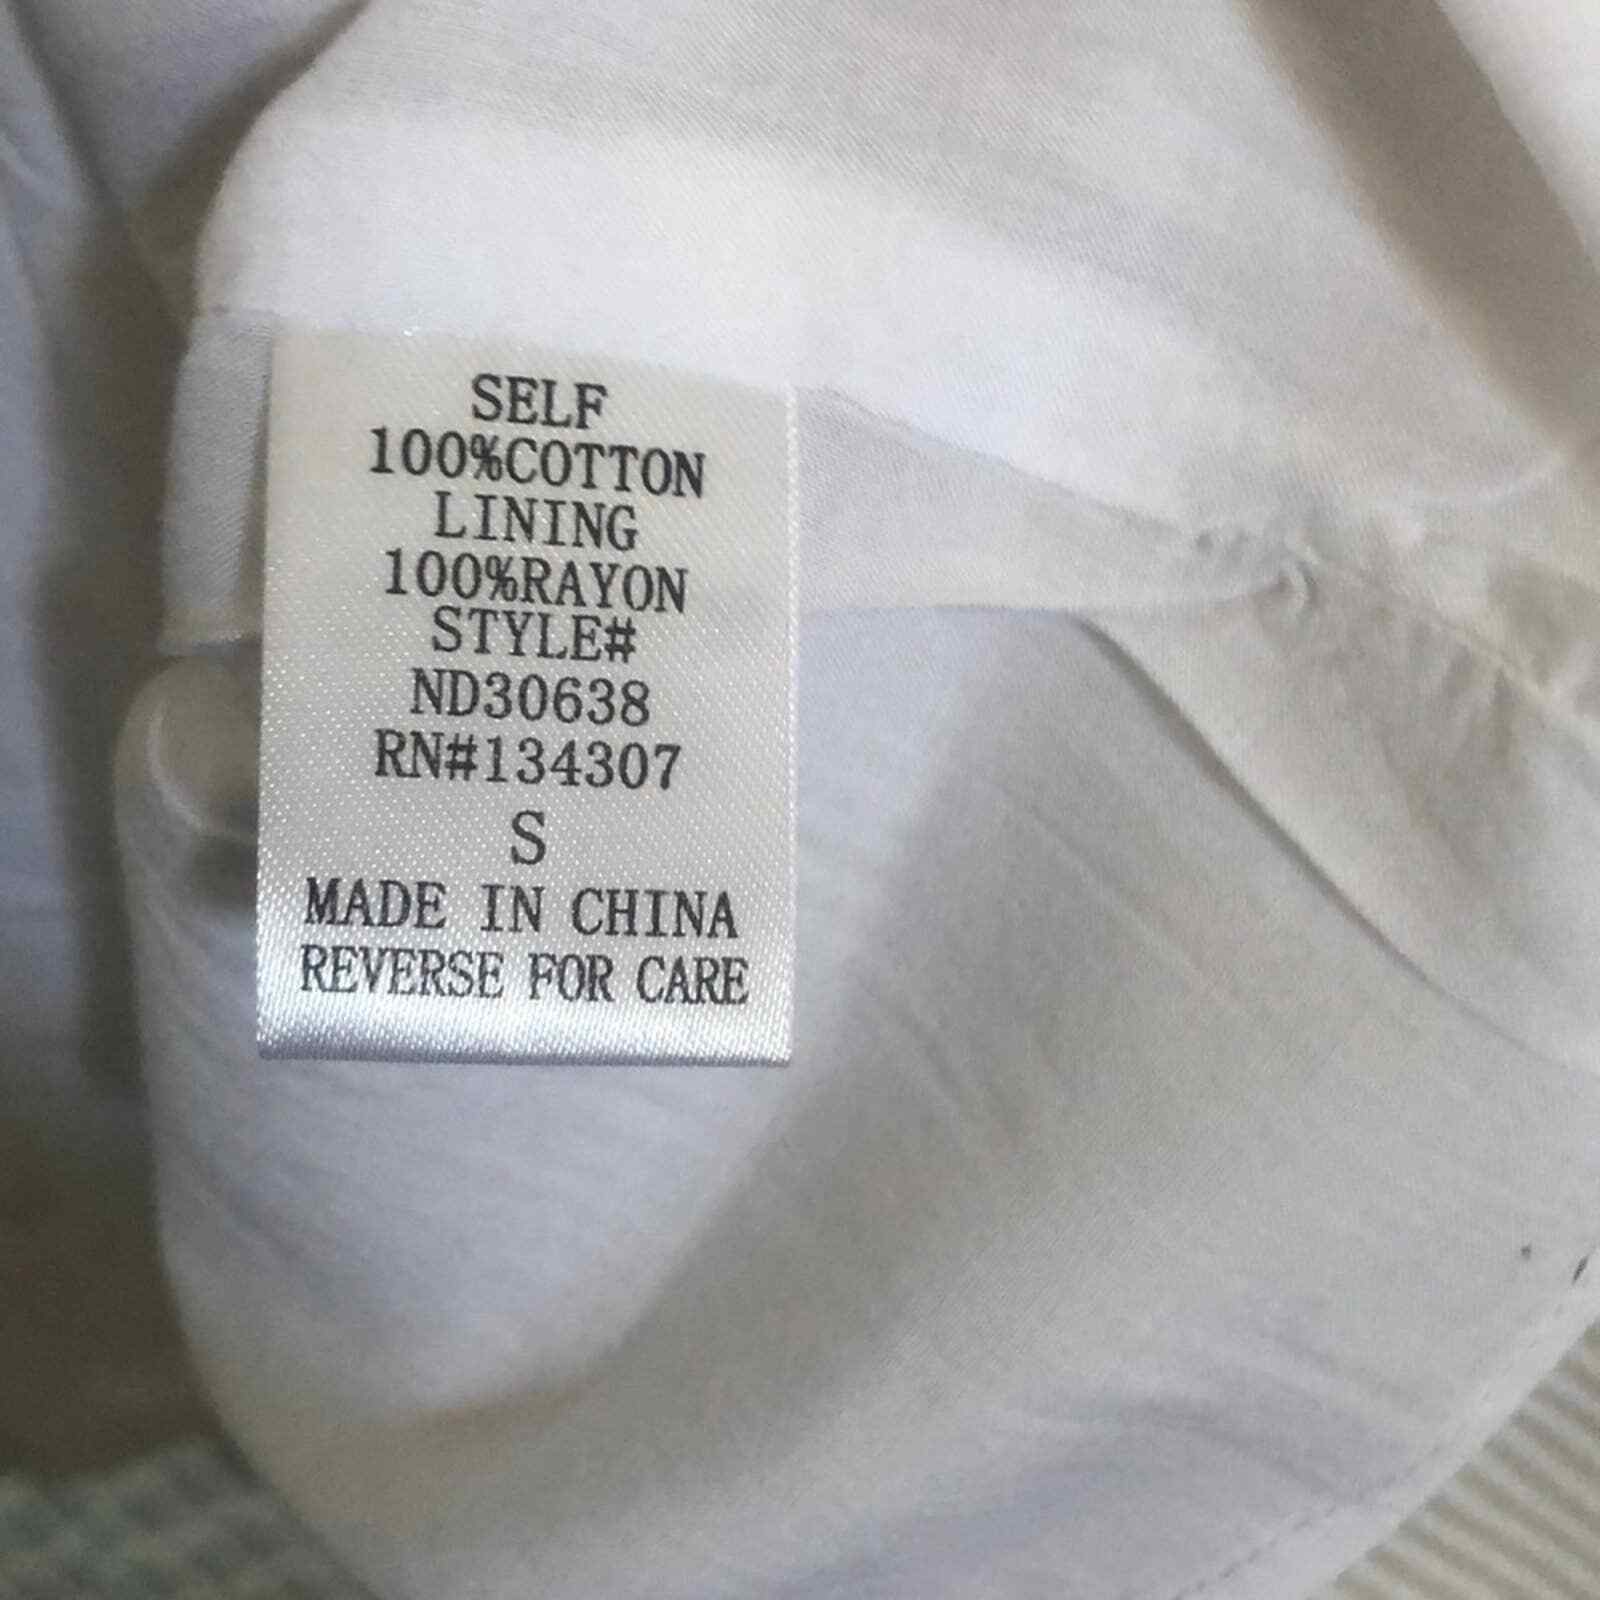 SELF
100%COTTON
LINING
100%RAYON
STYLE#
ND30638
RN#134307
S
MADE IN CHINA
REVERSE FOR CARE